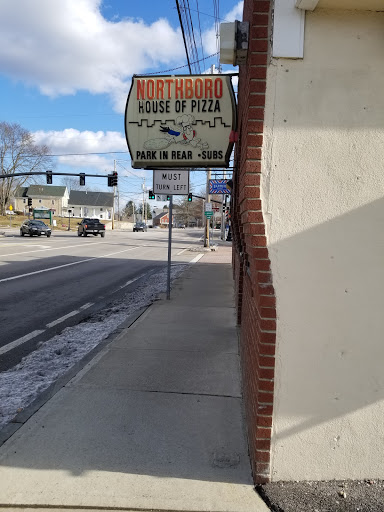 NORTHBORO
HOUSE OF PIZZA
PARK IN REAR • SUBS
MUST
TURN LEFT